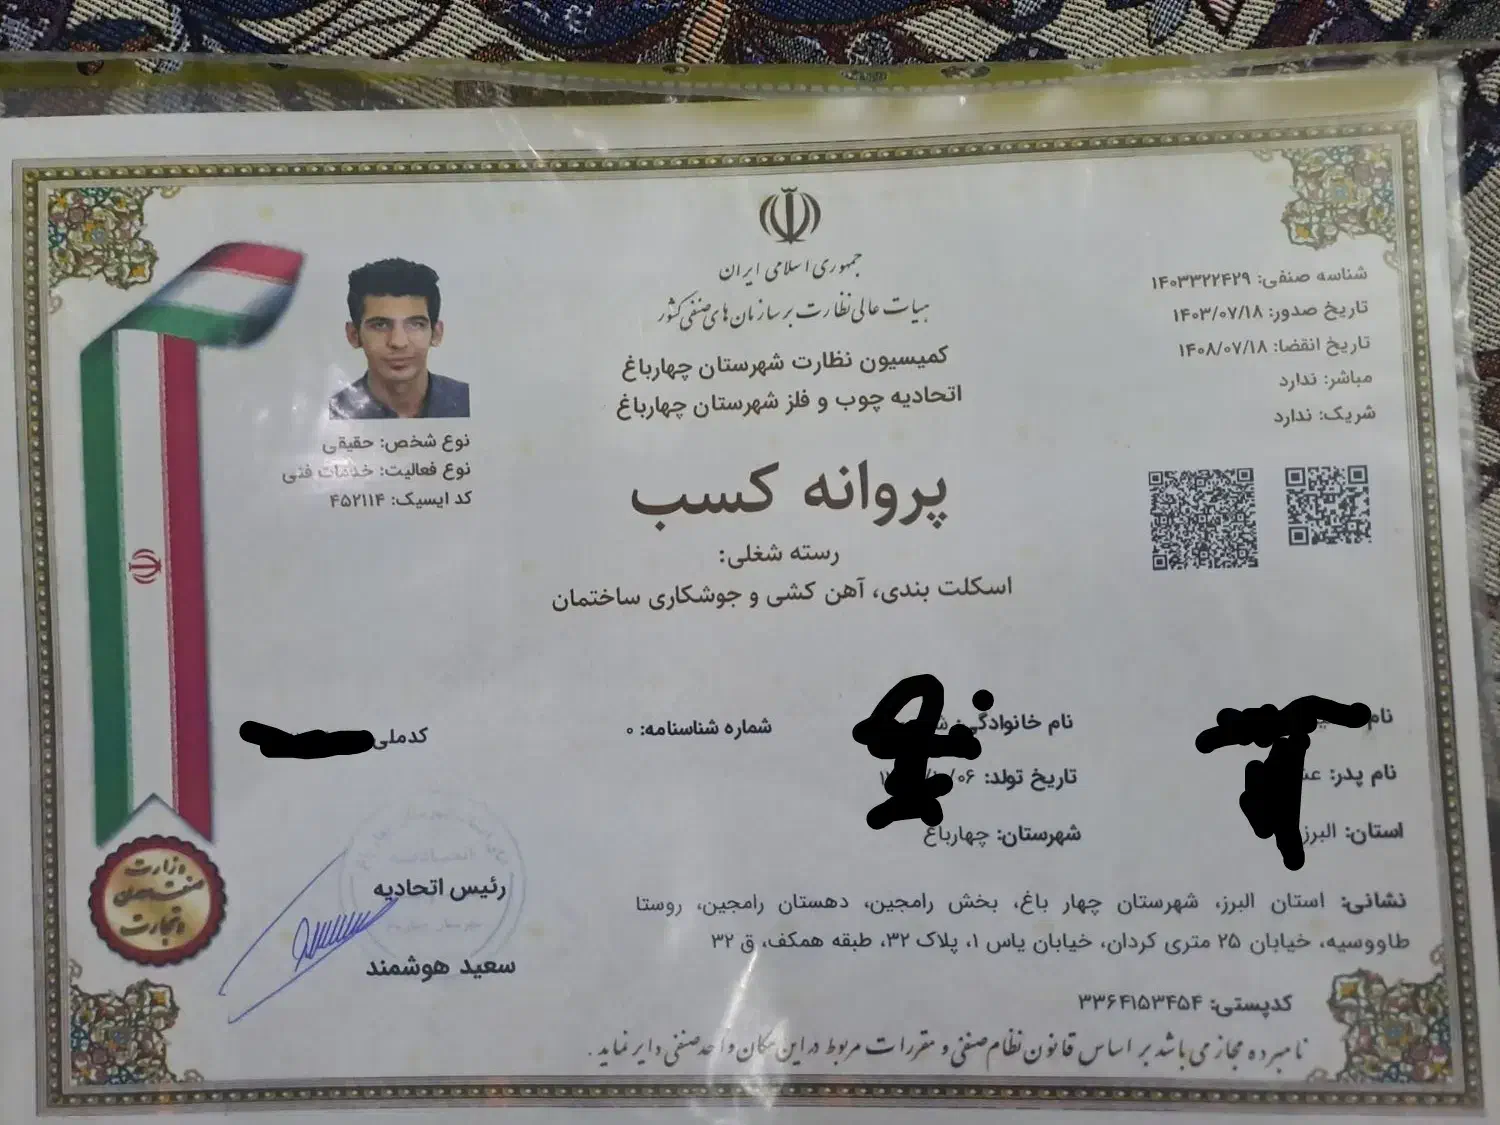 جمهوری اسلامی ایران
هیات عالی نظارت بر سازمان‌های صنفی کشور
کمیسیون نظارت شهرستان چهارباغ
اتحادیه چوب و فلز شهرستان چهارباغ
شناسه صنفی: ۱۴۰۳۳۲۲۴۲۹
تاریخ صدور: ۱۴۰۳/۰۷/۱۸
تاریخ انقضا: ۱۴۰۸/۰۷/۱۸
مباشر: ندارد
شریک: ندارد
نوع شخص: حقیقی
نوع فعالیت: خدمات فنی
کد ایسیک: ۴۵۲۱۱۴
پروانه کسب
رسته شغلی:
اسکلت بندی، آهن کشی و جوشکاری ساختمان
نام نام خانوادگی: شماره شناسنامه: ۰ کدملی
نام پدر: تاریخ تولد:
استان: البرز شهرستان: چهارباغ
نشانی: استان البرز، شهرستان چهار باغ، بخش رامجین، دهستان رامجین، روستا
طاووسیه، خیابان ۲۵ متری کردان، خیابان یاس ۱، پلاک ۳۲، طبقه همکف، ق ۳۲
کدپستی: ۳۳۶۴۱۵۳۴۵۴
نامبرده مجاز می باشد بر اساس قانون نظام صنفی و مقررات مربوط در این مکان واحد صنفی دایر نماید.
رئیس اتحادیه
سعید هوشمند
وزارت
صنعت معدن
و تجارت